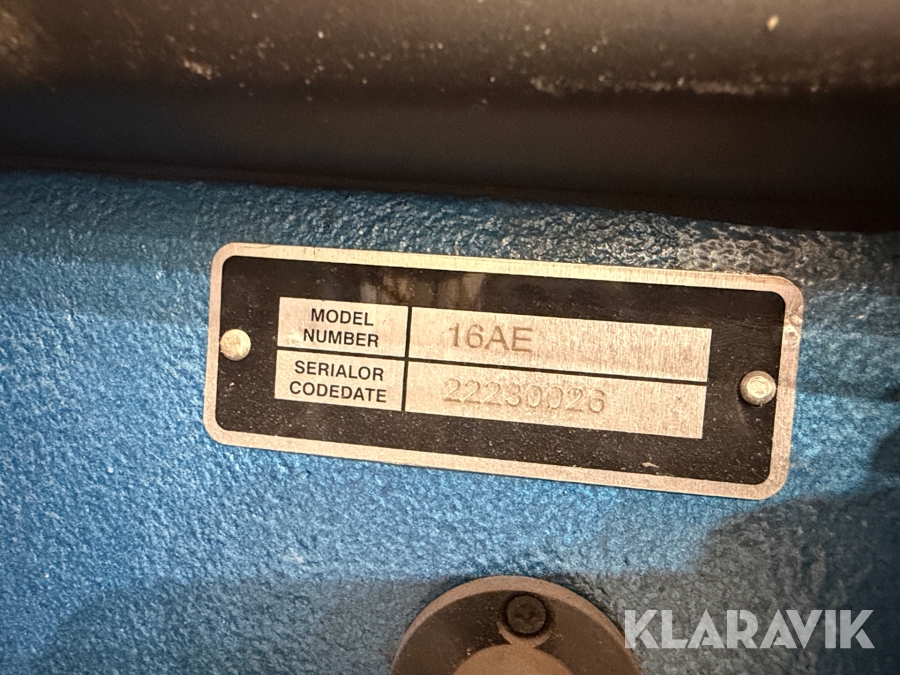 MODEL
NUMBER
16AE
SERIALOR
CODEDATE
22230026
KLARAVIK